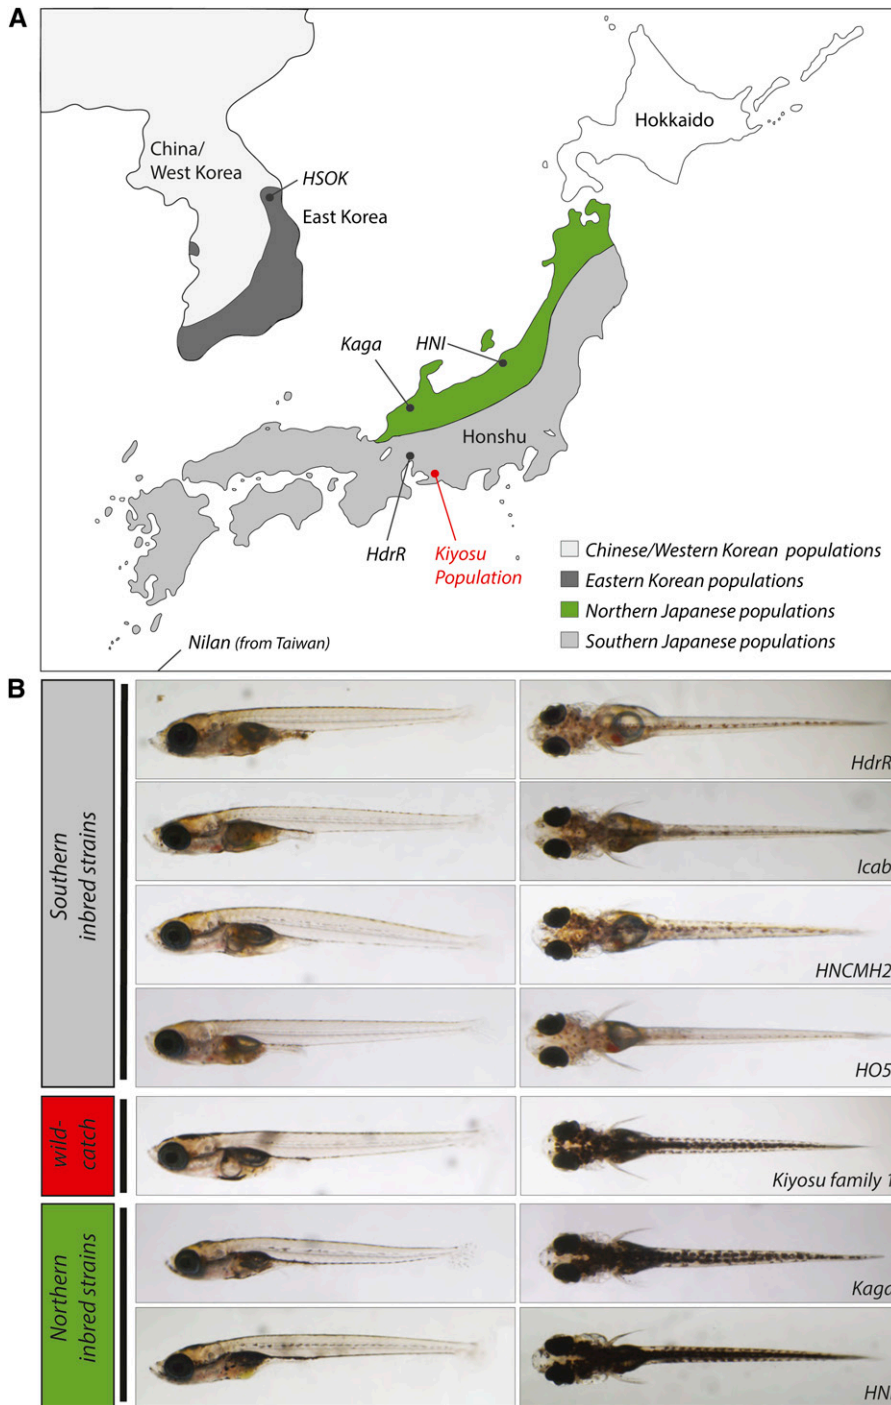 A
China/
West Korea
HSOK
East Korea
Hokkaido
Kaga
HNI
Honshu
HdrR
Kiyosu
Population
Nilan (from Taiwan)
Chinese/Western Korean populations
Eastern Korean populations
Northern Japanese populations
Southern Japanese populations
B
Southern
inbred strains
HdrR
Icab
HNCMH2
HO5
wild-
catch
Kiyosu family 1
Northern
inbred strains
Kaga
HNI